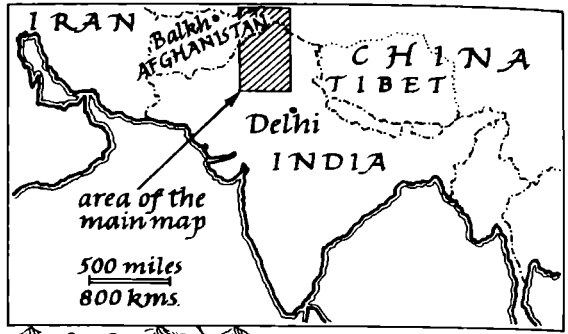 IRAN
Balkh
AFGHANISTAN
CHINA
TIBET
Delhi
INDIA
area of the
main map
500 miles
800 kms.